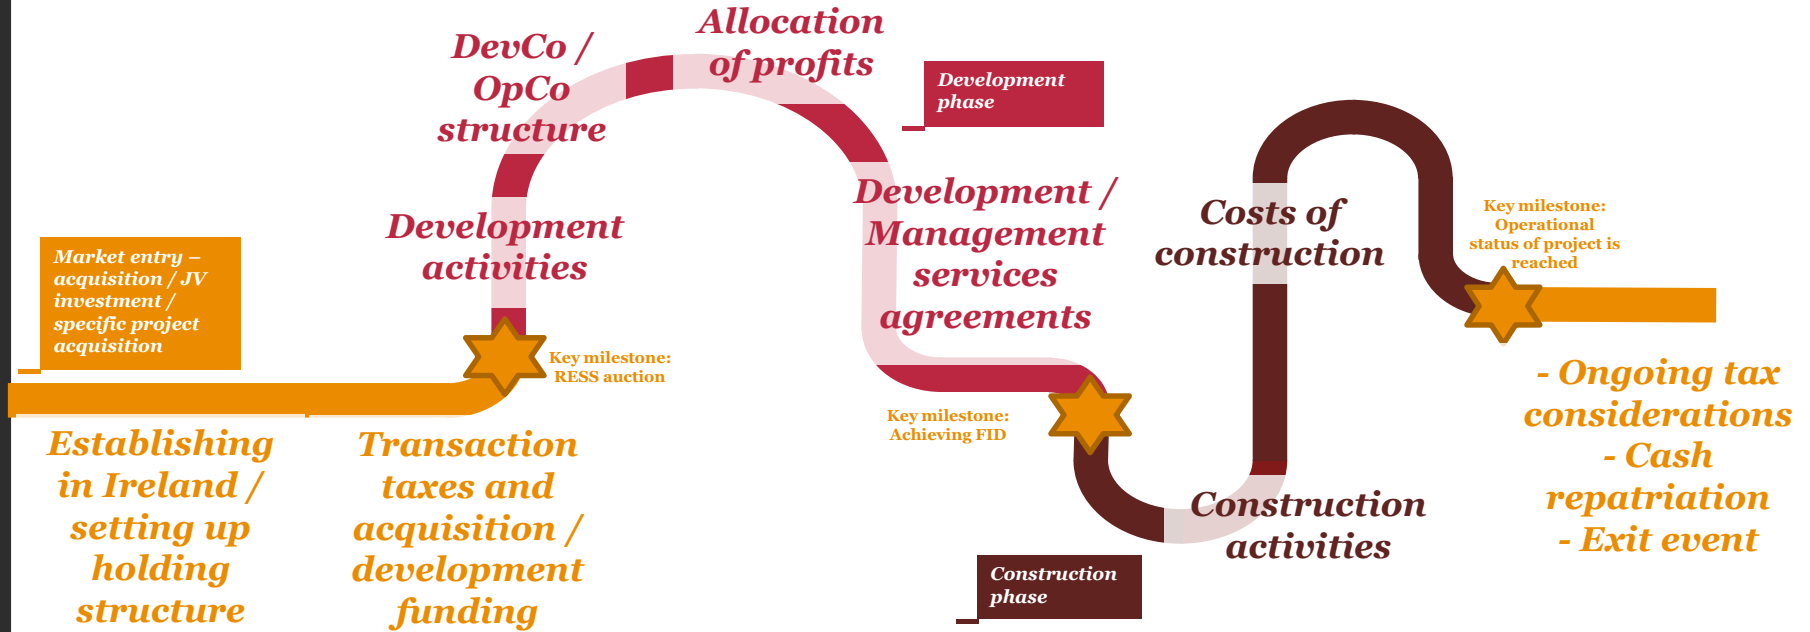 Market entry –
acquisition / JV
investment /
specific project
acquisition
Establishing
in Ireland /
setting up
holding
structure
Transaction
taxes and
acquisition /
development
funding
Key milestone:
RESS auction
Development
activities
DevCo /
OpCo
structure
Allocation
of profits
Development
phase
Development /
Management
services
agreements
Key milestone:
Achieving FID
Construction
phase
Construction
activities
Costs of
construction
Key milestone:
Operational
status of project is
reached
- Ongoing tax
considerations
- Cash
repatriation
- Exit event